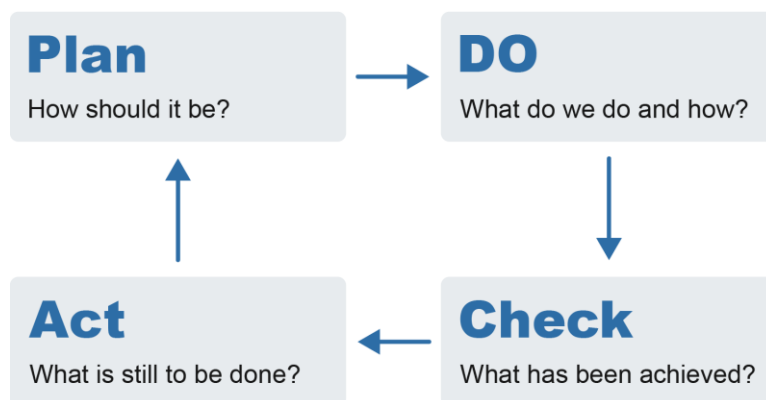 Plan
How should it be?
DO
What do we do and how?
Act
What is still to be done?
Check
What has been achieved?